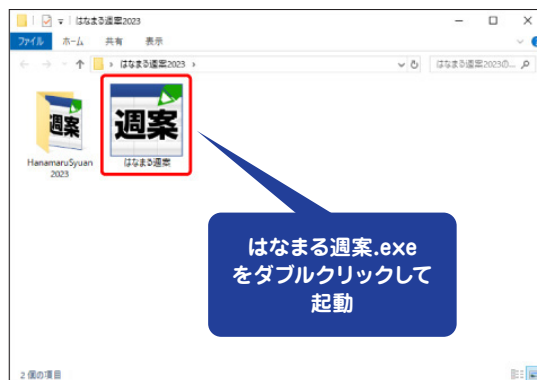 はなまる週案2023
ファイル ホーム 共有 表示
はなまる週案2023
はなまる週案2023の...
週案
週案
HanamaruSyuan
2023
はなまる週案
はなまる週案.exe
をダブルクリックして
起動
2 個の項目